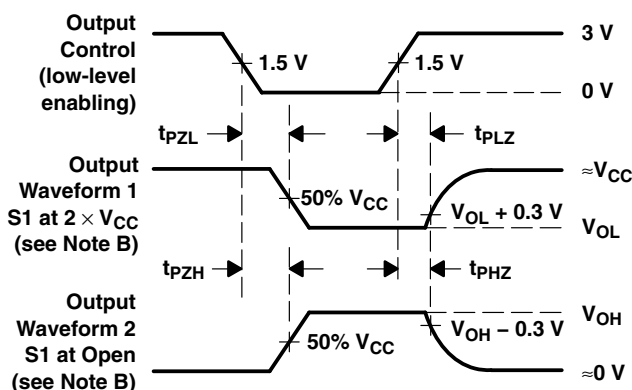 Output
Control
(low-level
enabling)
1.5 V
1.5 V
3 V
0 V
tPZL
tPLZ
Output
Waveform 1
S1 at 2 × VCC
(see Note B)
50% VCC
VOL + 0.3 V
≈VCC
VOL
tPZH
tPHZ
Output
Waveform 2
S1 at Open
(see Note B)
50% VCC
VOH − 0.3 V
VOH
≈0 V